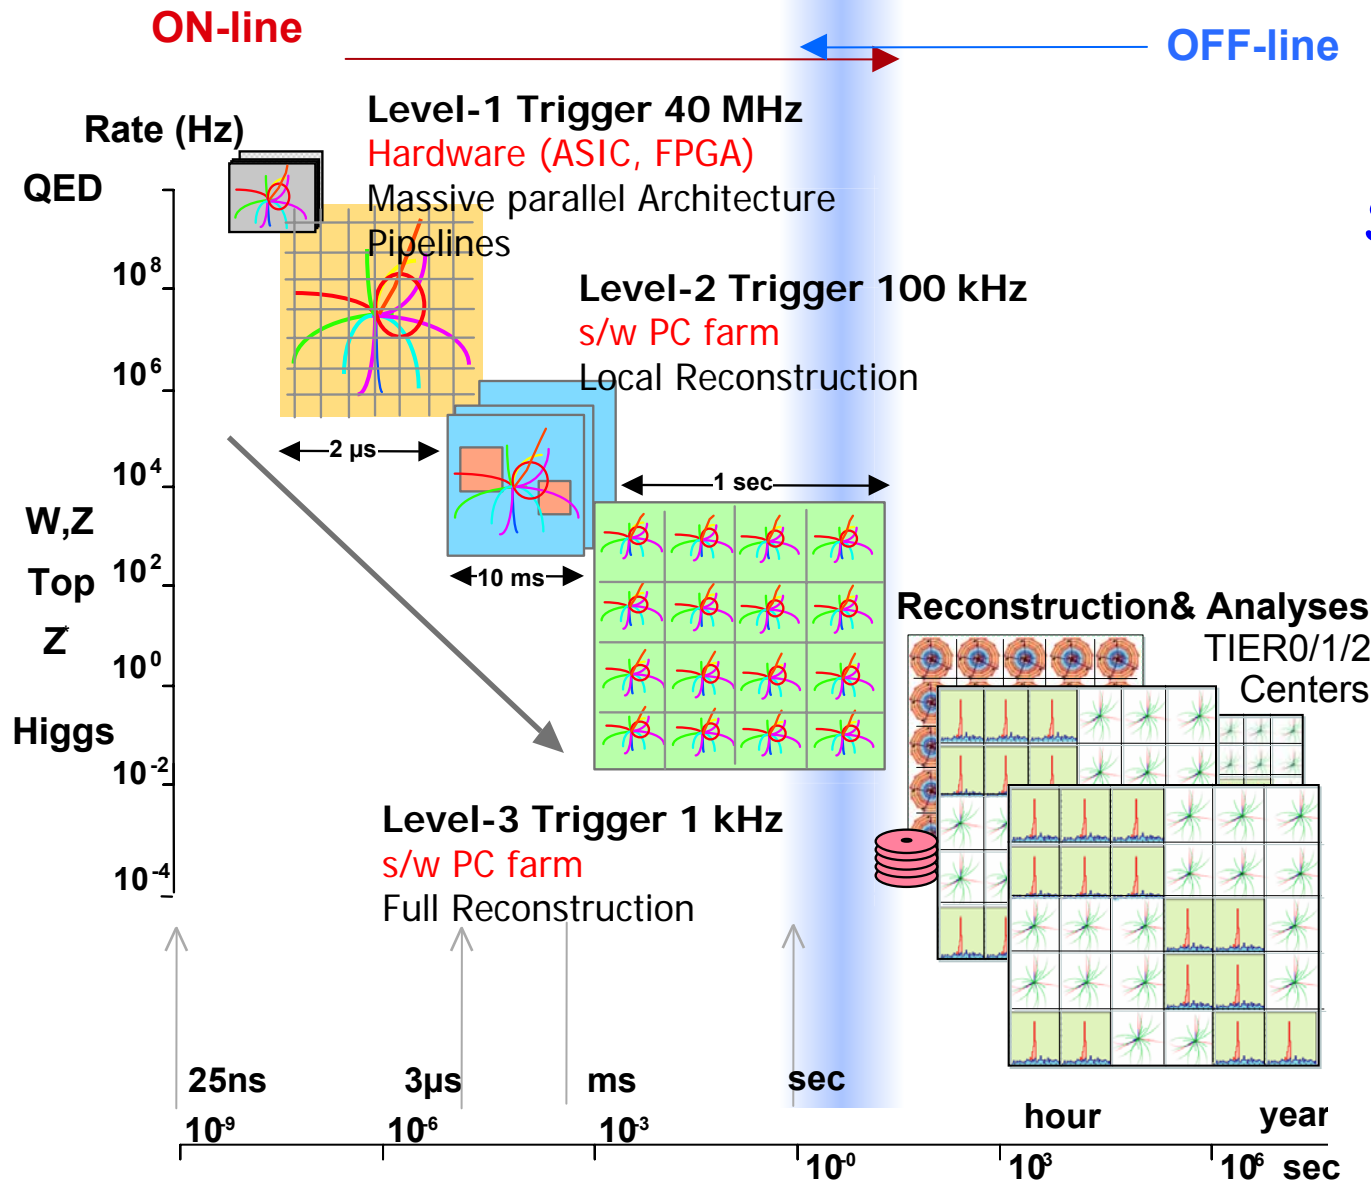 ON-line
OFF-line
Level-1 Trigger 40 MHz
Hardware (ASIC, FPGA)
Massive parallel Architecture
Pipelines
Rate (Hz)
QED
10⁸
Level-2 Trigger 100 kHz
s/w PC farm
Local Reconstruction
10⁶
2 µs
10⁴
1 sec
W,Z
10 ms
10²
Top
Z*
10⁰
Reconstruction& Analyses
TIER0/1/2
Centers
Higgs
10⁻²
Level-3 Trigger 1 kHz
s/w PC farm
Full Reconstruction
10⁻⁴
25ns
3µs
ms
sec
hour
year
10⁻⁹
10⁻⁶
10⁻³
10⁻⁰
10³
10⁶ sec